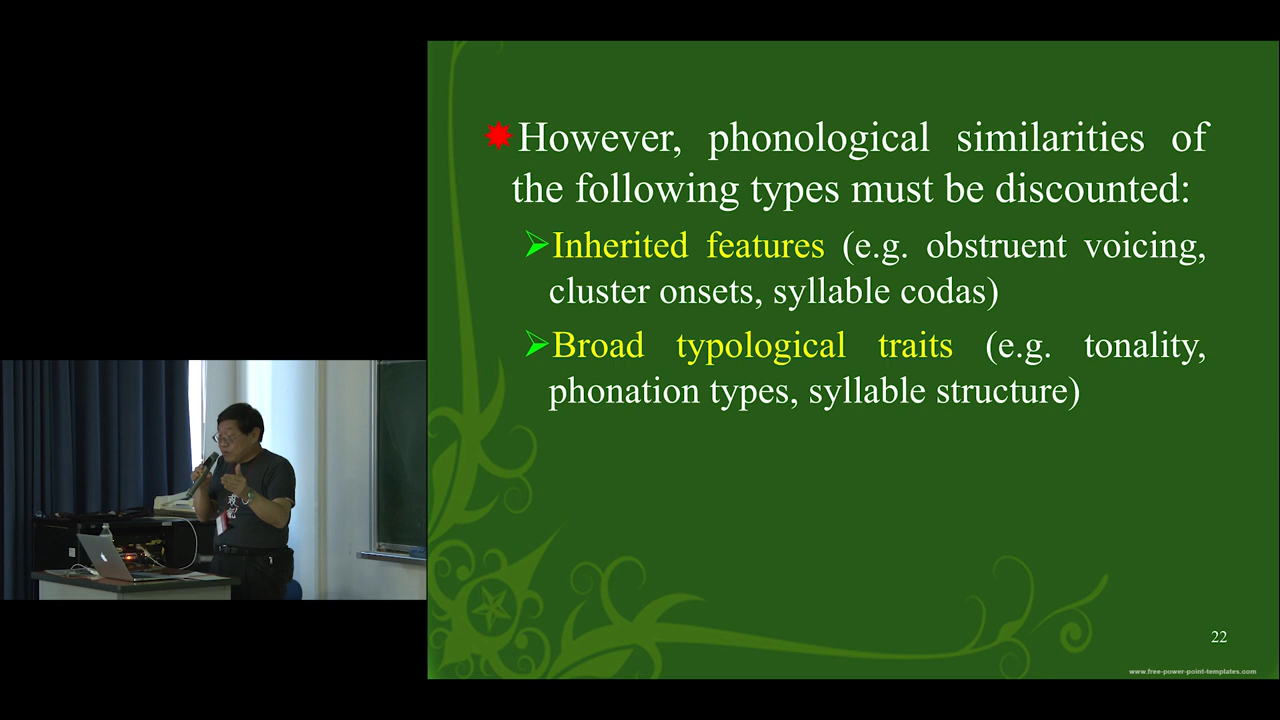 However, phonological similarities of
the following types must be discounted:
Inherited features (e.g. obstruent voicing,
cluster onsets, syllable codas)
Broad typological traits (e.g. tonality,
phonation types, syllable structure)
22
www.free-power-point-templates.com